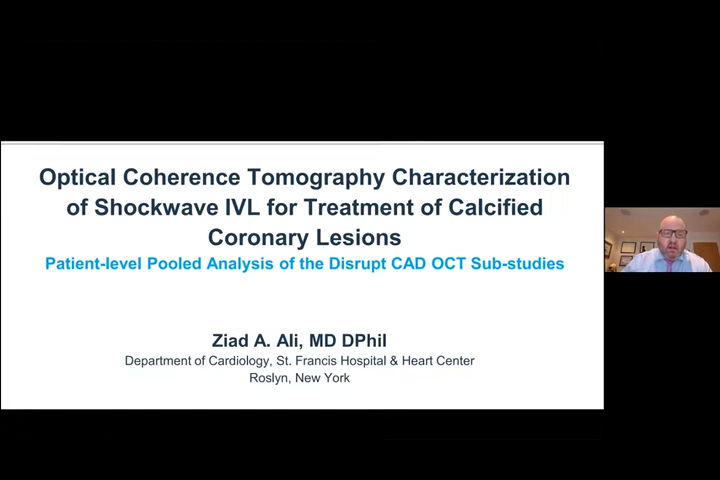 Optical Coherence Tomography Characterization
of Shockwave IVL for Treatment of Calcified
Coronary Lesions
Patient-level Pooled Analysis of the Disrupt CAD OCT Sub-studies
Ziad A. Ali, MD DPhil
Department of Cardiology, St. Francis Hospital & Heart Center
Roslyn, New York